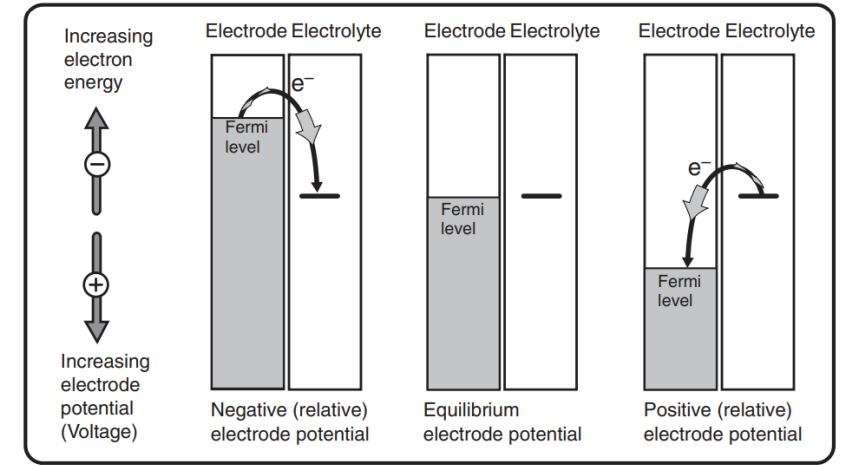 Increasing
electron
energy
−
+
Increasing
electrode
potential
(Voltage)
Electrode Electrolyte
e−
Fermi
level
Negative (relative)
electrode potential
Electrode Electrolyte
Fermi
level
Equilibrium
electrode potential
Electrode Electrolyte
e−
Fermi
level
Positive (relative)
electrode potential